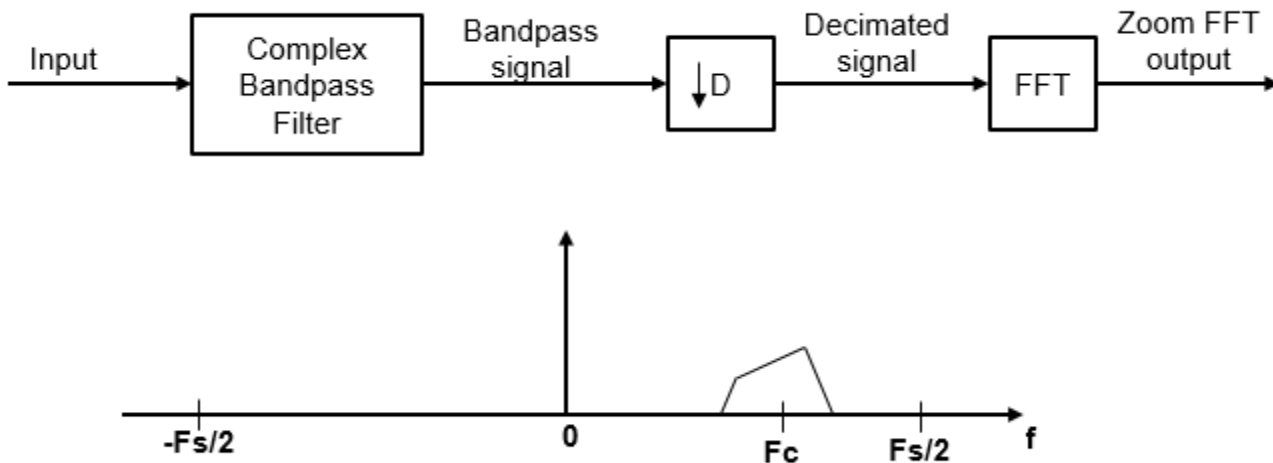 Input
Complex
Bandpass
Filter
Bandpass
signal
↓D
Decimated
signal
FFT
Zoom FFT
output
-Fs/2
0
Fc
Fs/2
f